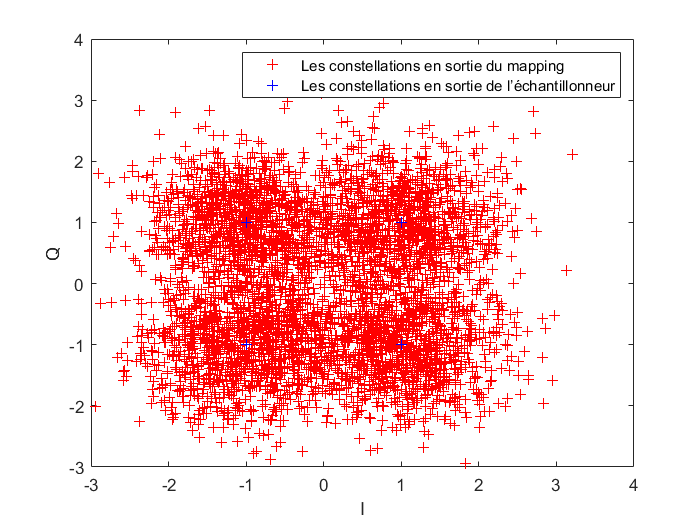 4
3
2
1
0
-1
-2
-3
Q
Les constellations en sortie du mapping
Les constellations en sortie de l'échantillonneur
-3 -2 -1 0 1 2 3 4
I